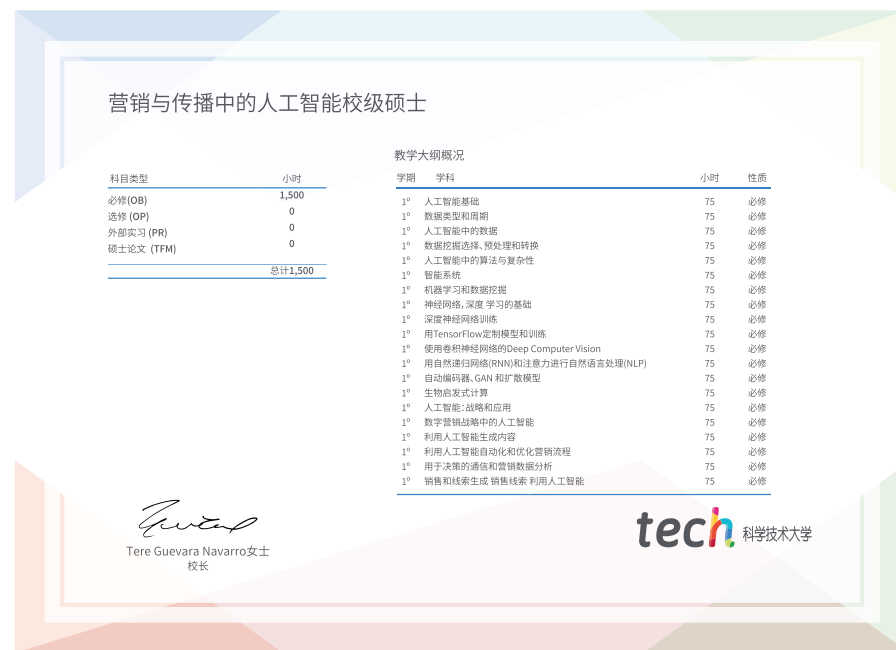 营销与传播中的人工智能校级硕士
科目类型 小时
必修(OB) 1,500
选修 (OP) 0
外部实习 (PR) 0
硕士论文 (TFM) 0
总计1,500
教学大纲概况
学期 学科 小时 性质
1º 人工智能基础 75 必修
1º 数据类型和周期 75 必修
1º 人工智能中的数据 75 必修
1º 数据挖掘选择、预处理和转换 75 必修
1º 人工智能中的算法与复杂性 75 必修
1º 智能系统 75 必修
1º 机器学习和数据挖掘 75 必修
1º 神经网络，深度 学习的基础 75 必修
1º 深度神经网络训练 75 必修
1º 用TensorFlow定制模型和训练 75 必修
1º 使用卷积神经网络的Deep Computer Vision 75 必修
1º 用自然递归网络(RNN)和注意力进行自然语言处理(NLP) 75 必修
1º 自动编码器、GAN 和扩散模型 75 必修
1º 生物启发式计算 75 必修
1º 人工智能：战略和应用 75 必修
1º 数字营销战略中的人工智能 75 必修
1º 利用人工智能生成内容 75 必修
1º 利用人工智能自动化和优化营销流程 75 必修
1º 用于决策的通信和营销数据分析 75 必修
1º 销售和线索生成 销售线索 利用人工智能 75 必修
Tere Guevara Navarro女士
校长
tech 科学技术大学